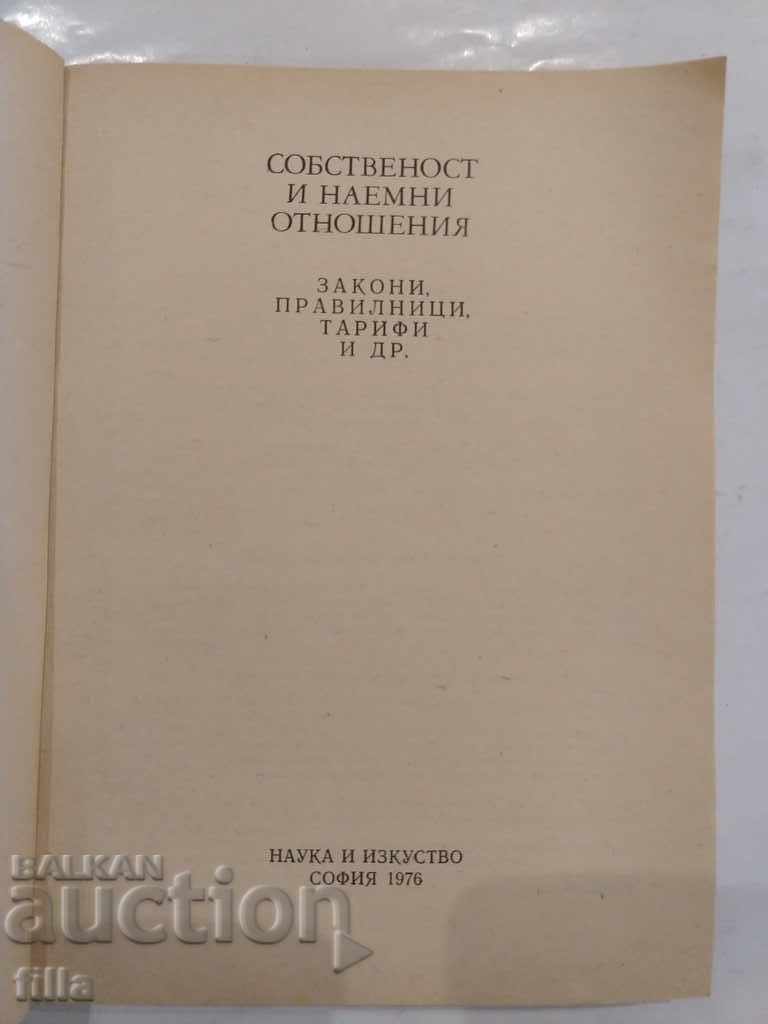 СОБСТВЕНОСТ
И НАЕМНИ
ОТНОШЕНИЯ
ЗАКОНИ,
ПРАВИЛНИЦИ,
ТАРИФИ
И ДР.
НАУКА И ИЗКУСТВО
СОФИЯ 1976
BALKAN
auction
filla